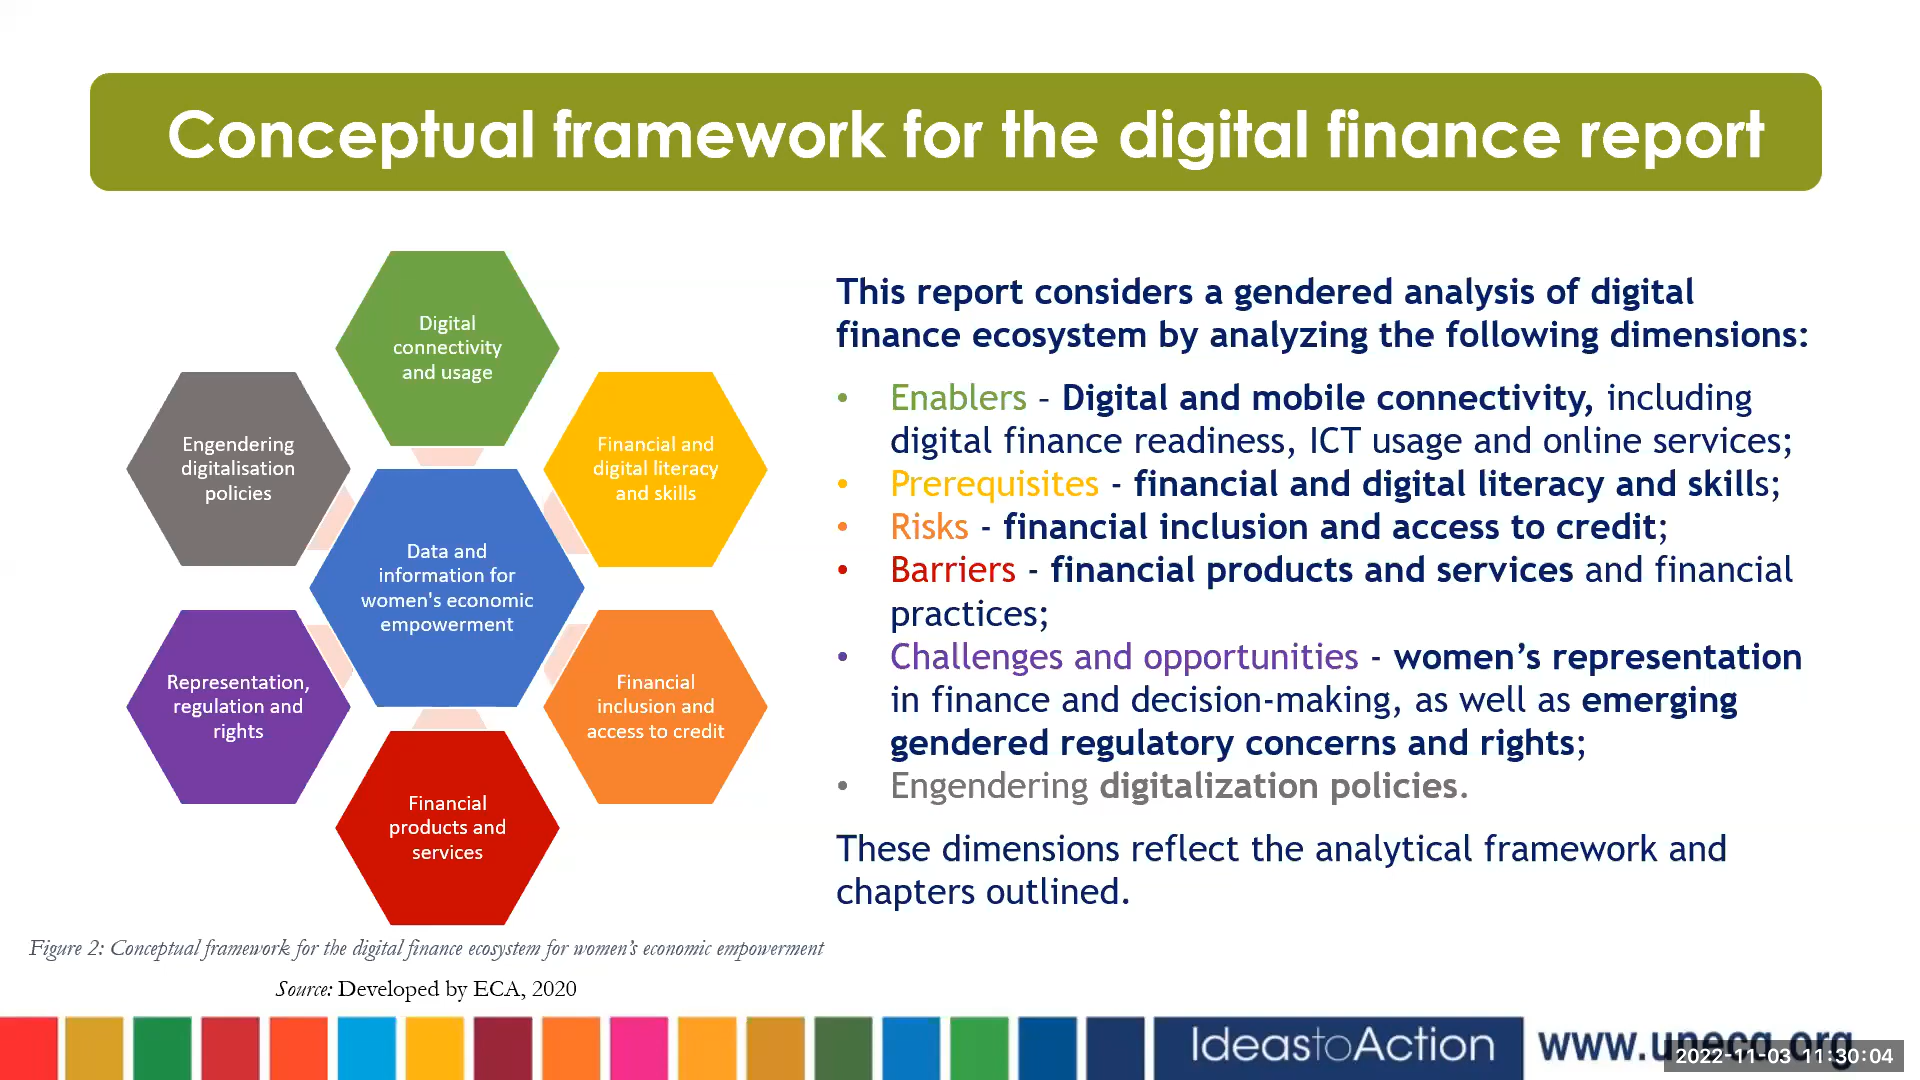 Conceptual framework for the digital finance report
Digital
connectivity
and usage
Financial and
digital literacy
and skills
Financial
inclusion and
access to credit
Financial
products and
services
Representation,
regulation and
rights
Engendering
digitalisation
policies
Data and
information for
women's economic
empowerment
Figure 2: Conceptual framework for the digital finance ecosystem for women's economic empowerment
Source: Developed by ECA, 2020
This report considers a gendered analysis of digital
finance ecosystem by analyzing the following dimensions:
• Enablers – Digital and mobile connectivity, including
digital finance readiness, ICT usage and online services;
• Prerequisites - financial and digital literacy and skills;
• Risks - financial inclusion and access to credit;
• Barriers - financial products and services and financial
practices;
• Challenges and opportunities - women’s representation
in finance and decision-making, as well as emerging
gendered regulatory concerns and rights;
• Engendering digitalization policies.
These dimensions reflect the analytical framework and
chapters outlined.
IdeastoAction
www.uneca.org
2022-11-03 11:30:04